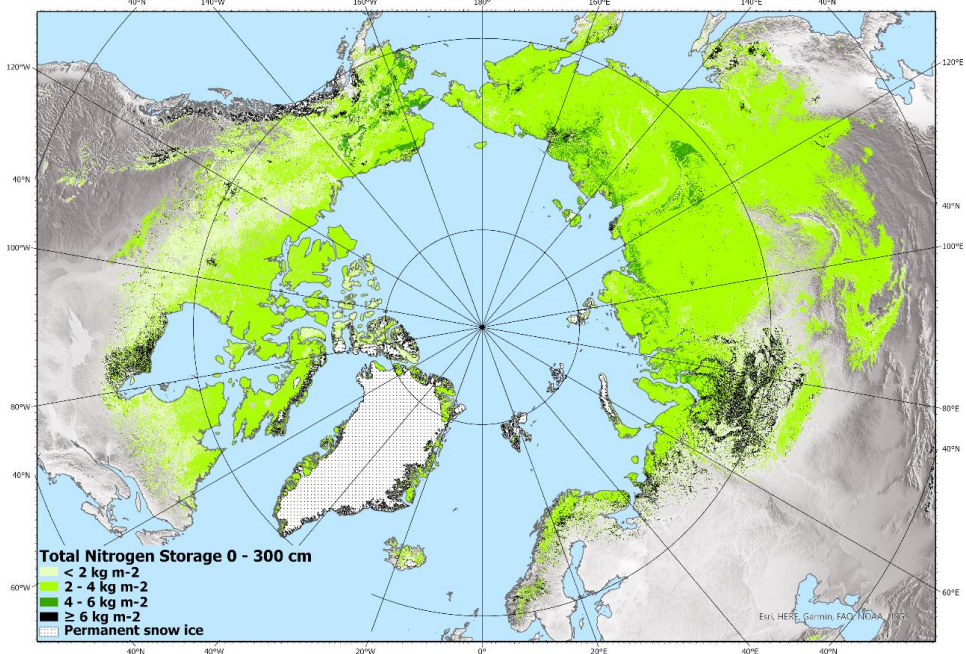 40°N 140°W 160°W 180° 160°E 140°E 40°N
120°W
120°E
40°N
40°N
100°W
100°E
80°W
80°E
40°N
40°N
60°W
60°E
Total Nitrogen Storage 0 - 300 cm
< 2 kg m-2
2 - 4 kg m-2
4 - 6 kg m-2
≥ 6 kg m-2
Permanent snow ice
Esri, HERE, Garmin, FAO, NOAA, USGS
40°N 40°W 20°W 0° 20°E 40°E 40°N